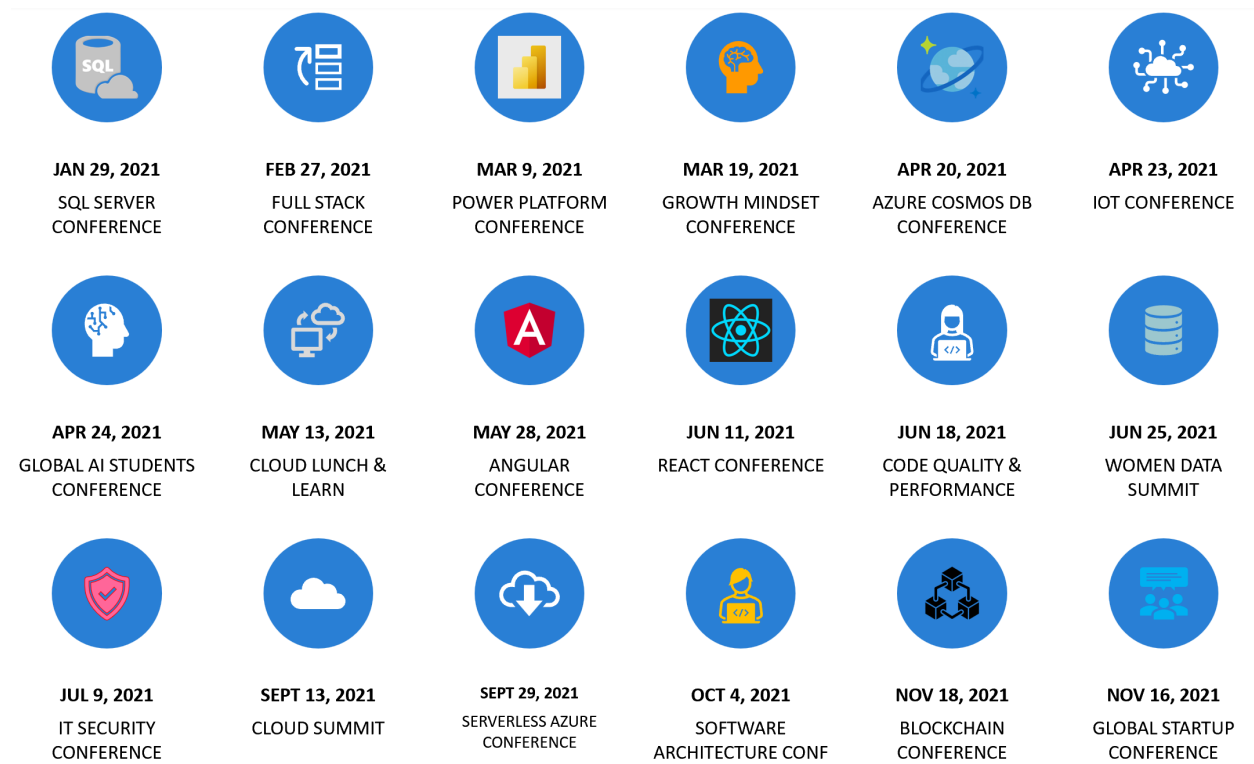 SQL
JAN 29, 2021
SQL SERVER
CONFERENCE
FEB 27, 2021
FULL STACK
CONFERENCE
MAR 9, 2021
POWER PLATFORM
CONFERENCE
MAR 19, 2021
GROWTH MINDSET
CONFERENCE
APR 20, 2021
AZURE COSMOS DB
CONFERENCE
APR 23, 2021
IOT CONFERENCE
APR 24, 2021
GLOBAL AI STUDENTS
CONFERENCE
MAY 13, 2021
CLOUD LUNCH &
LEARN
A
MAY 28, 2021
ANGULAR
CONFERENCE
JUN 11, 2021
REACT CONFERENCE
</>
JUN 18, 2021
CODE QUALITY &
PERFORMANCE
JUN 25, 2021
WOMEN DATA
SUMMIT
JUL 9, 2021
IT SECURITY
CONFERENCE
SEPT 13, 2021
CLOUD SUMMIT
SEPT 29, 2021
SERVERLESS AZURE
CONFERENCE
</>
OCT 4, 2021
SOFTWARE
ARCHITECTURE CONF
NOV 18, 2021
BLOCKCHAIN
CONFERENCE
NOV 16, 2021
GLOBAL STARTUP
CONFERENCE